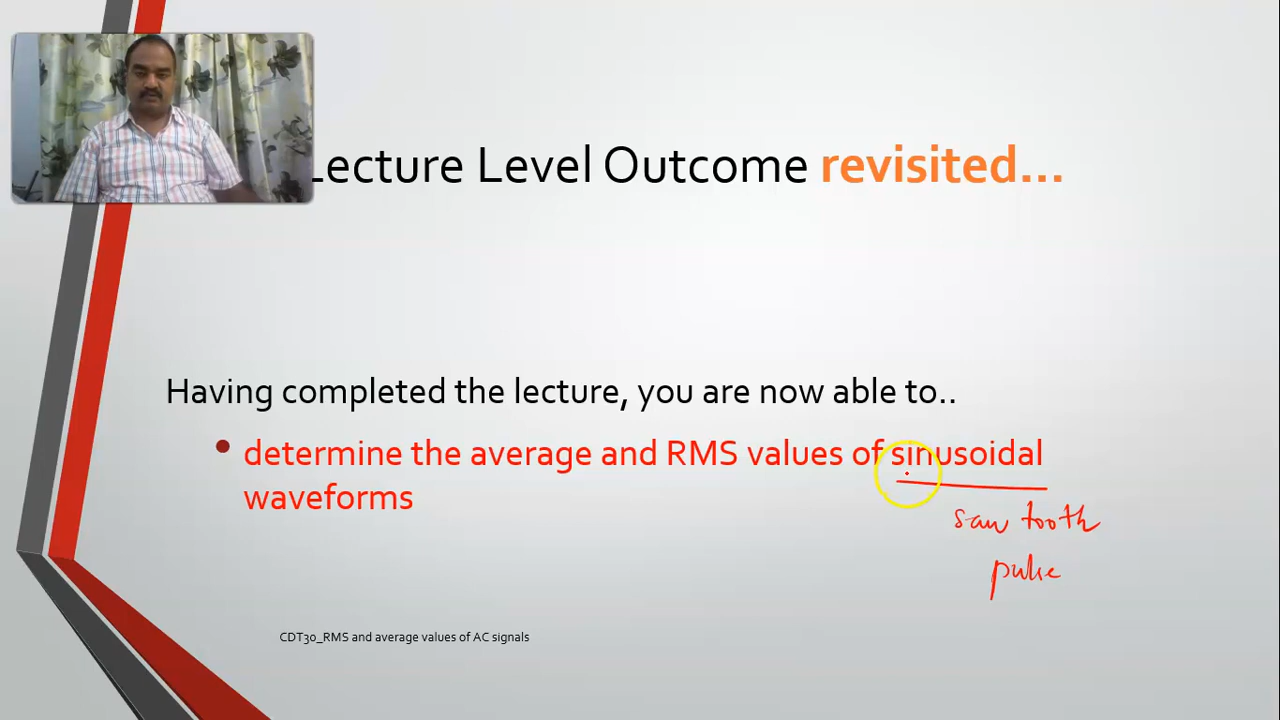 Lecture Level Outcome revisited...
Having completed the lecture, you are now able to..
• determine the average and RMS values of sinusoidal
waveforms
saw tooth
pulse
CDT30_RMS and average values of AC signals